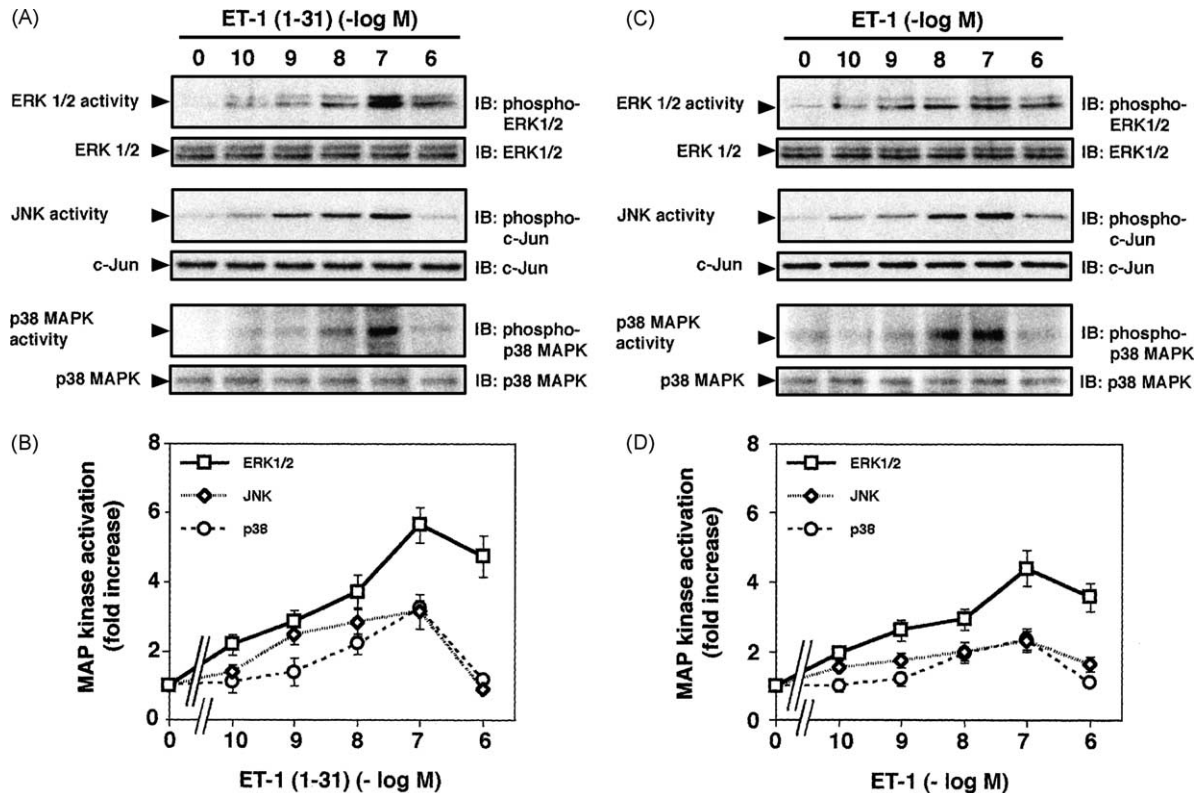 (A)
ET-1 (1-31) (-log M)
0 10 9 8 7 6
ERK 1/2 activity
IB: phospho-
ERK1/2
ERK 1/2
IB: ERK1/2
JNK activity
IB: phospho-
c-Jun
c-Jun
IB: c-Jun
p38 MAPK
activity
IB: phospho-
p38 MAPK
p38 MAPK
IB: p38 MAPK
(C)
ET-1 (-log M)
0 10 9 8 7 6
ERK 1/2 activity
IB: phospho-
ERK1/2
ERK 1/2
IB: ERK1/2
JNK activity
IB: phospho-
c-Jun
c-Jun
IB: c-Jun
p38 MAPK
activity
IB: phospho-
p38 MAPK
p38 MAPK
IB: p38 MAPK
(B)
MAP kinase activation
(fold increase)
8
6
4
2
0
ERK1/2
JNK
p38
0 10 9 8 7 6
ET-1 (1-31) (- log M)
(D)
MAP kinase activation
(fold increase)
8
6
4
2
0
ERK1/2
JNK
p38
0 10 9 8 7 6
ET-1 (- log M)